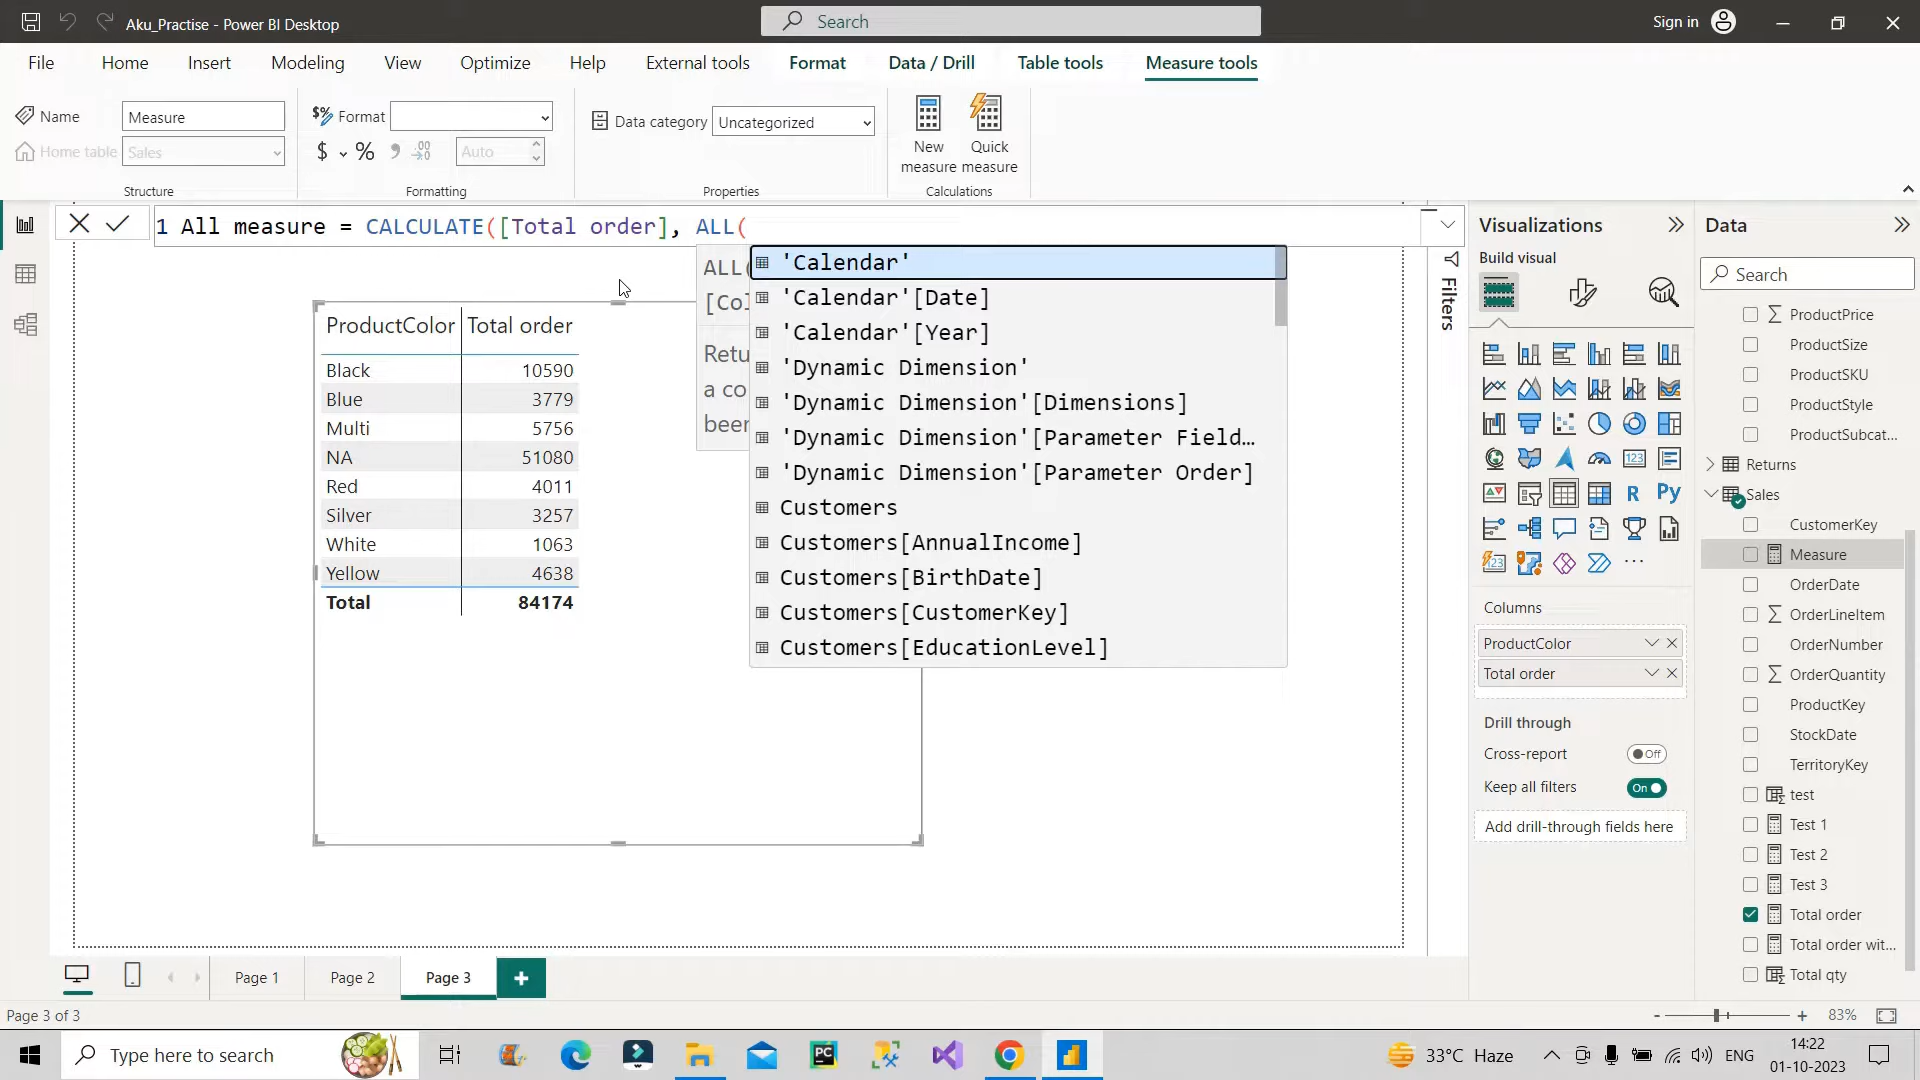 Aku_Practise - Power BI Desktop
Search
Sign in
File Home Insert Modeling View Optimize Help External tools Format Data / Drill Table tools Measure tools
Name Measure
Home table Sales
Structure
Format
$ % , .00
Auto
Formatting
Data category Uncategorized
Properties
New measure
Quick measure
Calculations
1 All measure = CALCULATE([Total order], ALL(
ALL(
[Col
Retu
a co
been
'Calendar'
'Calendar'[Date]
'Calendar'[Year]
'Dynamic Dimension'
'Dynamic Dimension'[Dimensions]
'Dynamic Dimension'[Parameter Field...
'Dynamic Dimension'[Parameter Order]
Customers
Customers[AnnualIncome]
Customers[BirthDate]
Customers[CustomerKey]
Customers[EducationLevel]
ProductColor Total order
Black 10590
Blue 3779
Multi 5756
NA 51080
Red 4011
Silver 3257
White 1063
Yellow 4638
Total 84174
Filters
Visualizations
Build visual
R Py
123
...
Columns
ProductColor
Total order
Drill through
Cross-report Off
Keep all filters On
Add drill-through fields here
Data
Search
ProductPrice
ProductSize
ProductSKU
ProductStyle
ProductSubcat...
Returns
Sales
CustomerKey
Measure
OrderDate
OrderLineItem
OrderNumber
OrderQuantity
ProductKey
StockDate
TerritoryKey
test
Test 1
Test 2
Test 3
Total order
Total order wit...
Total qty
Page 1 Page 2 Page 3 +
Page 3 of 3
- + 83%
Type here to search
PC
33°C Haze
ENG
14:22
01-10-2023